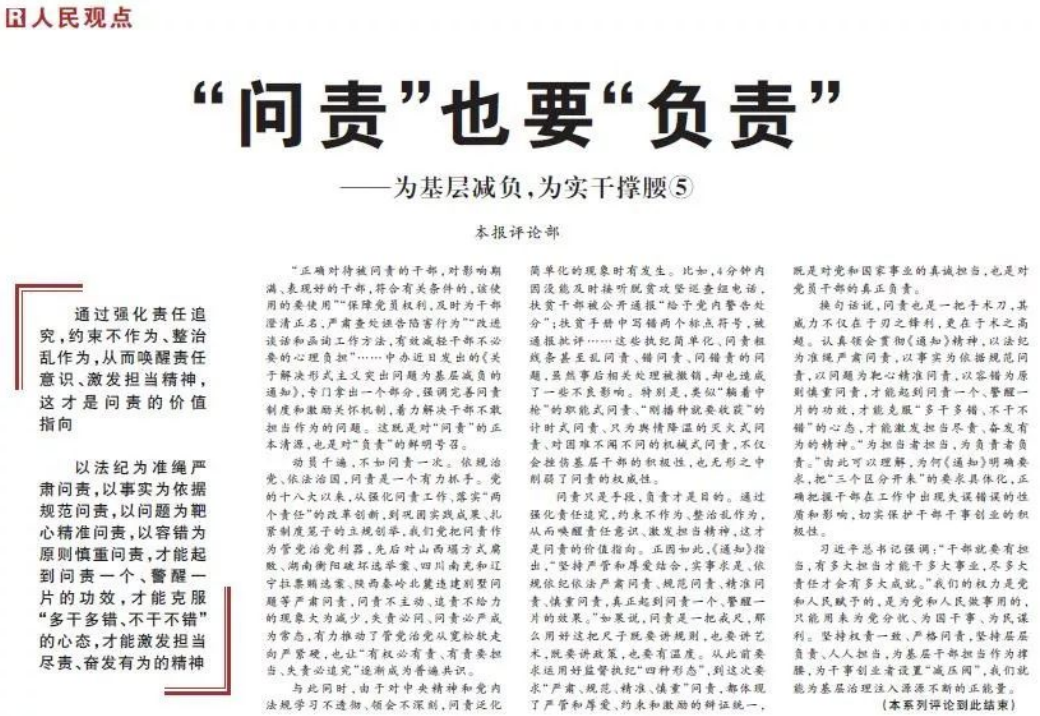 人民观点
“问责”也要“负责”
——为基层减负,为实干撑腰⑤
本报评论部
通过强化责任追
究,约束不作为、整治
乱作为,从而唤醒责任
意识、激发担当精神,
这才是问责的价值
指向
以法纪为准绳严
肃问责,以事实为依据
规范问责,以问题为靶
心精准问责,以容错为
原则慎重问责,才能起
到问责一个、警醒一
片的功效,才能克服
“多干多错、不干不错”
的心态,才能激发担当
尽责、奋发有为的精神
“正确对待被问责的干部,对影响期
满、表现好的干部,符合有关条件的,该使
用的要使用”“保障党员权利,及时为干部
澄清正名,严肃查处诬告陷害行为”“改进
谈话和函询工作方法,有效减轻干部不必
要的心理负担”……中办近日发出的《关
于解决形式主义突出问题为基层减负的
通知》,专门拿出一个部分,强调完善问责
制度和激励关怀机制,着力解决干部不敢
担当作为的问题。这既是对“问责”的正
本清源,也是对“负责”的鲜明号召。
动员千遍,不如问责一次。依规治
党、依法治国,问责是一个有力抓手。党
的十八大以来,从强化问责工作、落实“两
个责任”的改革创新,到巩固实践成果、扎
紧制度笼子的立规创举,我们党把问责作
为管党治党利器,先后对山西塌方式腐
败、湖南衡阳破坏选举案、四川南充和辽
宁拉票贿选案、陕西秦岭北麓违建别墅问
题等严肃问责,问责不主动、追责不给力
的现象大为减少,失责必问、问责必严成
为常态,有力推动了管党治党从宽松软走
向严紧硬,也让“有权必有责、有责要担
当、失责必追究”逐渐成为普遍共识。
与此同时,由于对中央精神和党内
法规学习不透彻、领会不深刻,问责泛化
简单化的现象时有发生。比如,4分钟内
因没能及时接听脱贫攻坚巡查组电话,
扶贫干部被公开通报“给予党内警告处
分”;扶贫手册中写错两个标点符号,被
通报批评……这些执纪简单化、问责粗
线条甚至乱问责、错问责、问错责的问
题,虽然事后相关处理被撤销,却也造成
了一些不良影响。特别是,类似“躺着中
枪”的职能式问责、“刚播种就要收获”的
计时式问责、只为舆情降温的灭火式问
责、对困难不闻不问的机械式问责,不仅
会挫伤基层干部的积极性,也无形之中
削弱了问责的权威性。
问责只是手段,负责才是目的。通过
强化责任追究,约束不作为、整治乱作为,
从而唤醒责任意识、激发担当精神,这才
是问责的价值指向。正因如此,《通知》指
出,“坚持严管和厚爱结合,实事求是、依
规依纪依法严肃问责、规范问责、精准问
责、慎重问责,真正起到问责一个、警醒一
片的效果。”如果说,问责是一把戒尺,那
么用好这把尺子既要讲规则,也要讲艺
术,既要讲政策,也要有温度。从此前要
求运用好监督执纪“四种形态”,到这次要
求“严肃、规范、精准、慎重”问责,都体现
了严管和厚爱、约束和激励的辩证统一,
既是对党和国家事业的真诚担当,也是对
党员干部的真正负责。
换句话说,问责也是一把手术刀,其
威力不仅在于刃之锋利,更在于术之高
超。认真领会贯彻《通知》精神,以法纪
为准绳严肃问责,以事实为依据规范问
责,以问题为靶心精准问责,以容错为原
则慎重问责,才能起到问责一个、警醒一
片的功效,才能克服“多干多错、不干不
错”的心态,才能激发担当尽责、奋发有
为的精神。“为担当者担当,为负责者负
责。”由此可以理解,为何《通知》明确要
求,把“三个区分开来”的要求具体化,正
确把握干部在工作中出现失误错误的性
质和影响,切实保护干部干事创业的积
极性。
习近平总书记强调:“干部就要有担
当,有多大担当才能干多大事业,尽多大
责任才会有多大成就。”我们的权力是党
和人民赋予的,是为党和人民做事用的,
只能用来为党分忧、为国干事、为民谋
利。坚持权责一致、严格问责,坚持层层
负责、人人担当,为基层干部担当作为撑
腰,为干事创业者设置“减压阀”,我们就
能为基层治理注入源源不断的正能量。
(本系列评论到此结束)